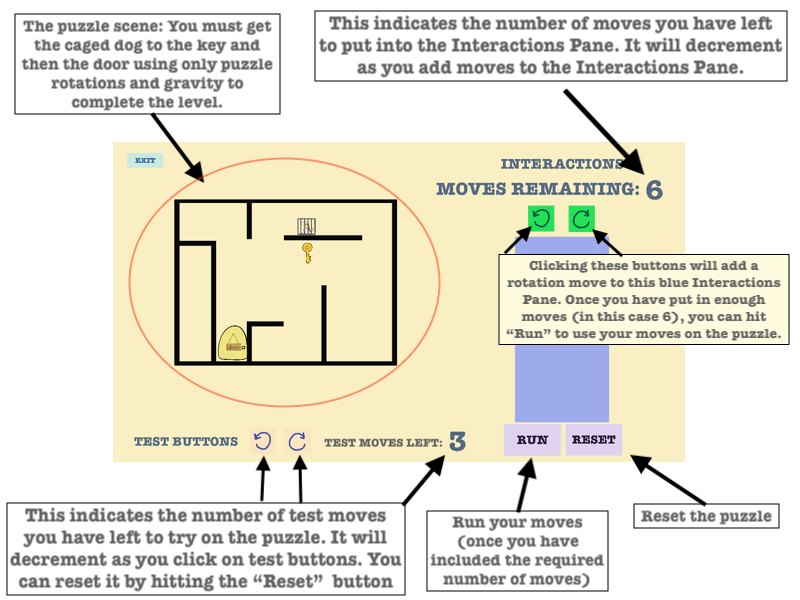 The puzzle scene: You must get
the caged dog to the key and
then the door using only puzzle
rotations and gravity to
complete the level.
This indicates the number of moves you have left
to put into the Interactions Pane. It will decrement
as you add moves to the Interactions Pane.
EXIT
INTERACTIONS
MOVES REMAINING: 6
Clicking these buttons will add a
rotation move to this blue Interactions
Pane. Once you have put in enough
moves (in this case 6), you can hit
“Run” to use your moves on the puzzle.
TEST BUTTONS
TEST MOVES LEFT: 3
RUN
RESET
This indicates the number of test moves
you have left to try on the puzzle. It will
decrement as you click on test buttons. You
can reset it by hitting the “Reset” button
Run your moves
(once you have
included the required
number of moves)
Reset the puzzle